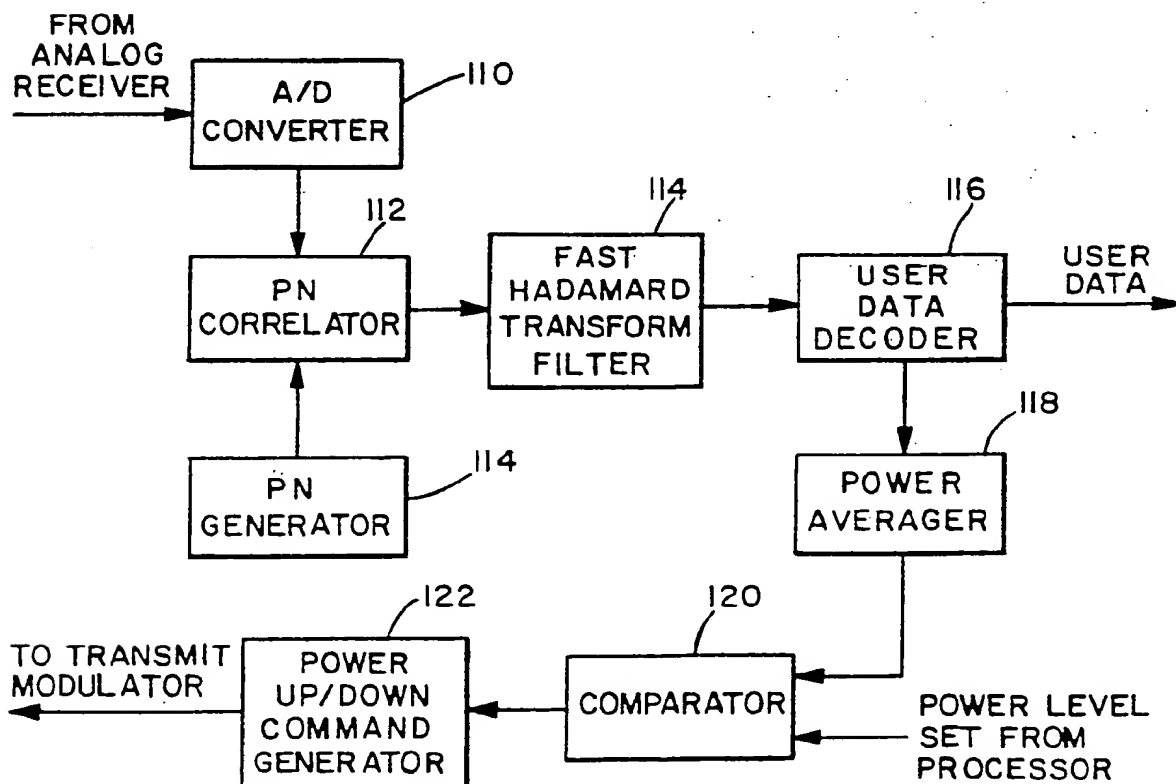 FROM
ANALOG
RECEIVER
A/D
CONVERTER
110
112
PN
CORRELATOR
114
FAST
HADAMARD
TRANSFORM
FILTER
116
USER
DATA
DECODER
USER
DATA
PN
GENERATOR
114
118
POWER
AVERAGER
TO TRANSMIT
MODULATOR
122
POWER
UP/DOWN
COMMAND
GENERATOR
120
COMPARATOR
POWER LEVEL
SET FROM
PROCESSOR